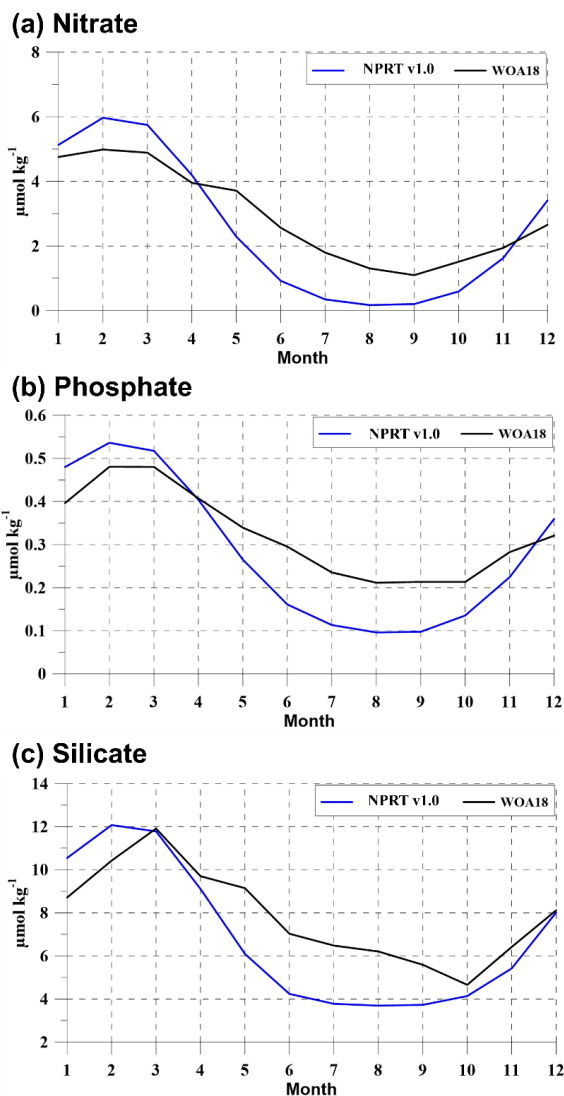 (a) Nitrate
NPRT v1.0 WOA18
8
6
4
2
0
µmol kg-1
1 2 3 4 5 6 7 8 9 10 11 12
Month
(b) Phosphate
NPRT v1.0 WOA18
0.6
0.5
0.4
0.3
0.2
0.1
0
µmol kg-1
1 2 3 4 5 6 7 8 9 10 11 12
Month
(c) Silicate
NPRT v1.0 WOA18
14
12
10
8
6
4
2
µmol kg-1
1 2 3 4 5 6 7 8 9 10 11 12
Month